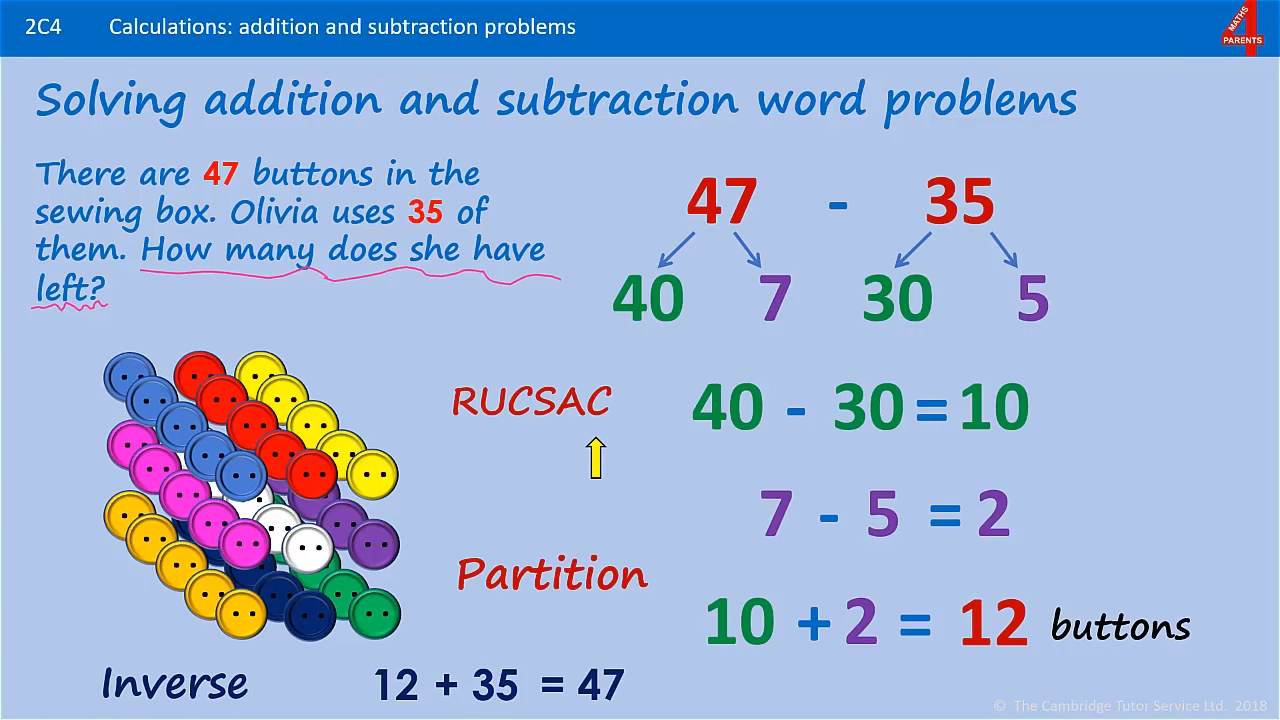 2C4 Calculations: addition and subtraction problems
MATHS
4
PARENTS
Solving addition and subtraction word problems
There are 47 buttons in the
sewing box. Olivia uses 35 of
them. How many does she have
left?
47 - 35
40 7 30 5
RUCSAC
40 - 30 = 10
7 - 5 = 2
Partition
10 + 2 = 12 buttons
Inverse 12 + 35 = 47
© The Cambridge Tutor Service Ltd. 2018